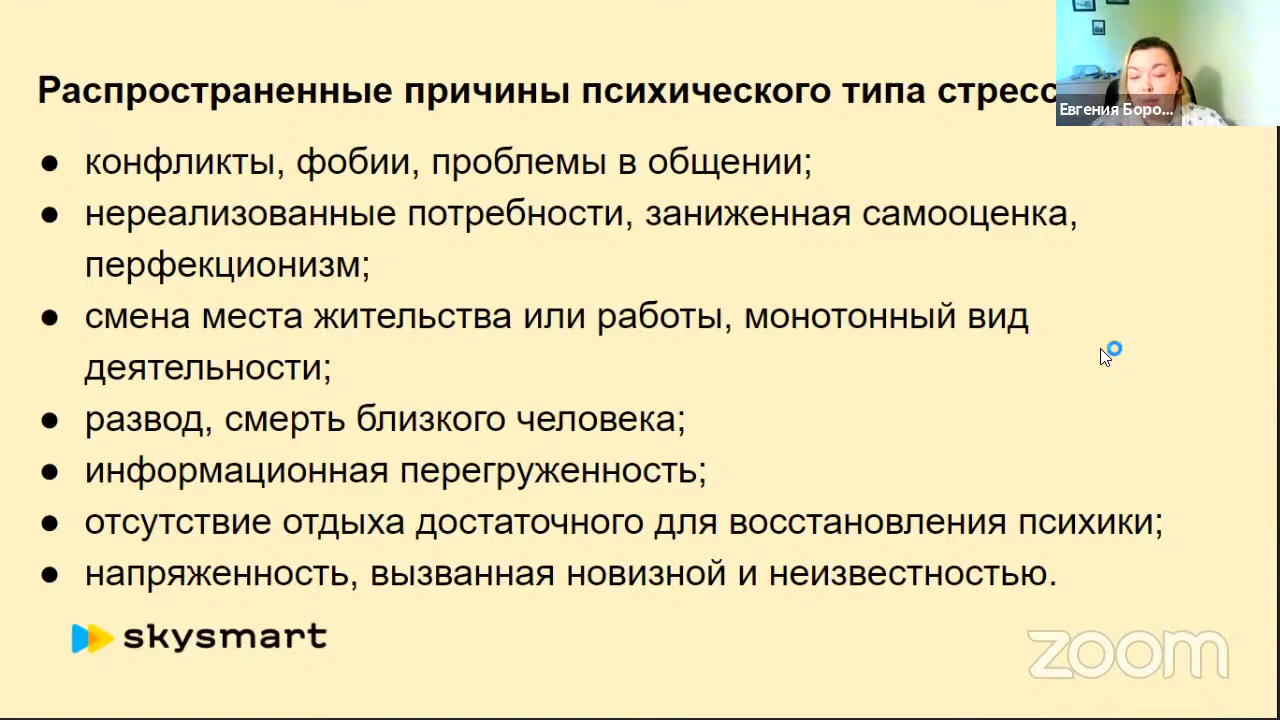 Распространенные причины психического типа стресс
Евгения Боро...
● конфликты, фобии, проблемы в общении;
● нереализованные потребности, заниженная самооценка,
перфекционизм;
● смена места жительства или работы, монотонный вид
деятельности;
● развод, смерть близкого человека;
● информационная перегруженность;
● отсутствие отдыха достаточного для восстановления психики;
● напряженность, вызванная новизной и неизвестностью.
skysmart
zoom